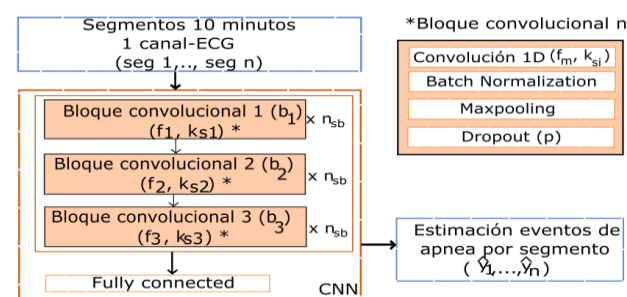 Segmentos 10 minutos
1 canal-ECG
(seg 1,.., seg n)
Bloque convolucional 1 (b1)
(f1, ks1) *
× nsb
Bloque convolucional 2 (b2)
(f2, ks2) *
× nsb
Bloque convolucional 3 (b3)
(f3, ks3) *
× nsb
Fully connected
CNN
*Bloque convolucional n
Convolución 1D (fm, ksi)
Batch Normalization
Maxpooling
Dropout (p)
Estimación eventos de
apnea por segmento
( ŷ1,...,ŷn)